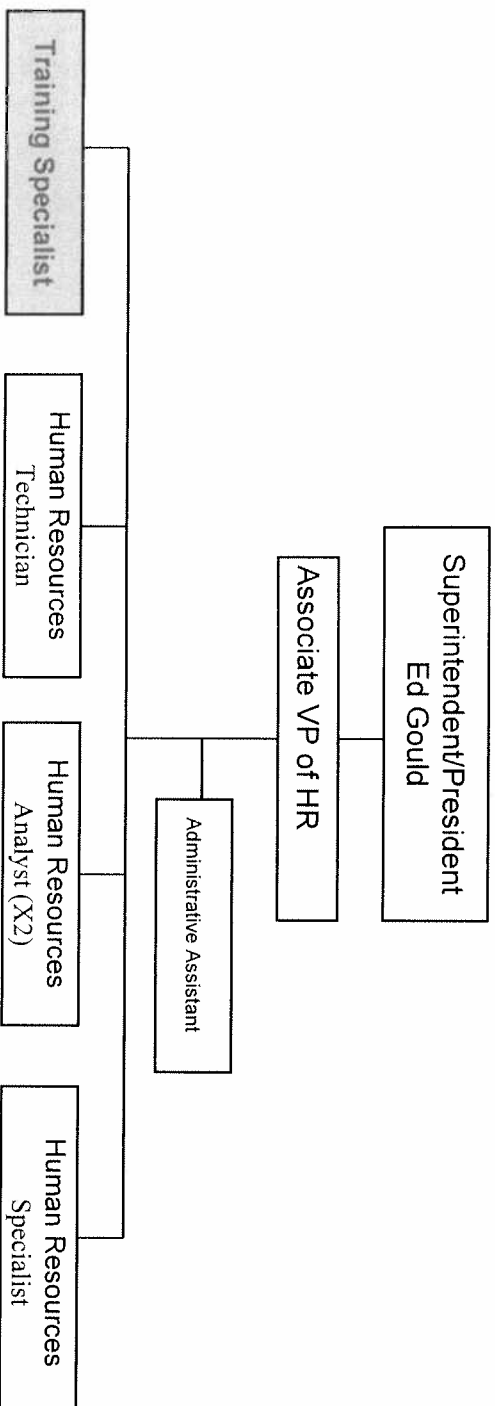 Superintendent/President
Ed Gould
Associate VP of HR
Administrative Assistant
Training Specialist
Human Resources
Technician
Human Resources
Analyst (X2)
Human Resources
Specialist